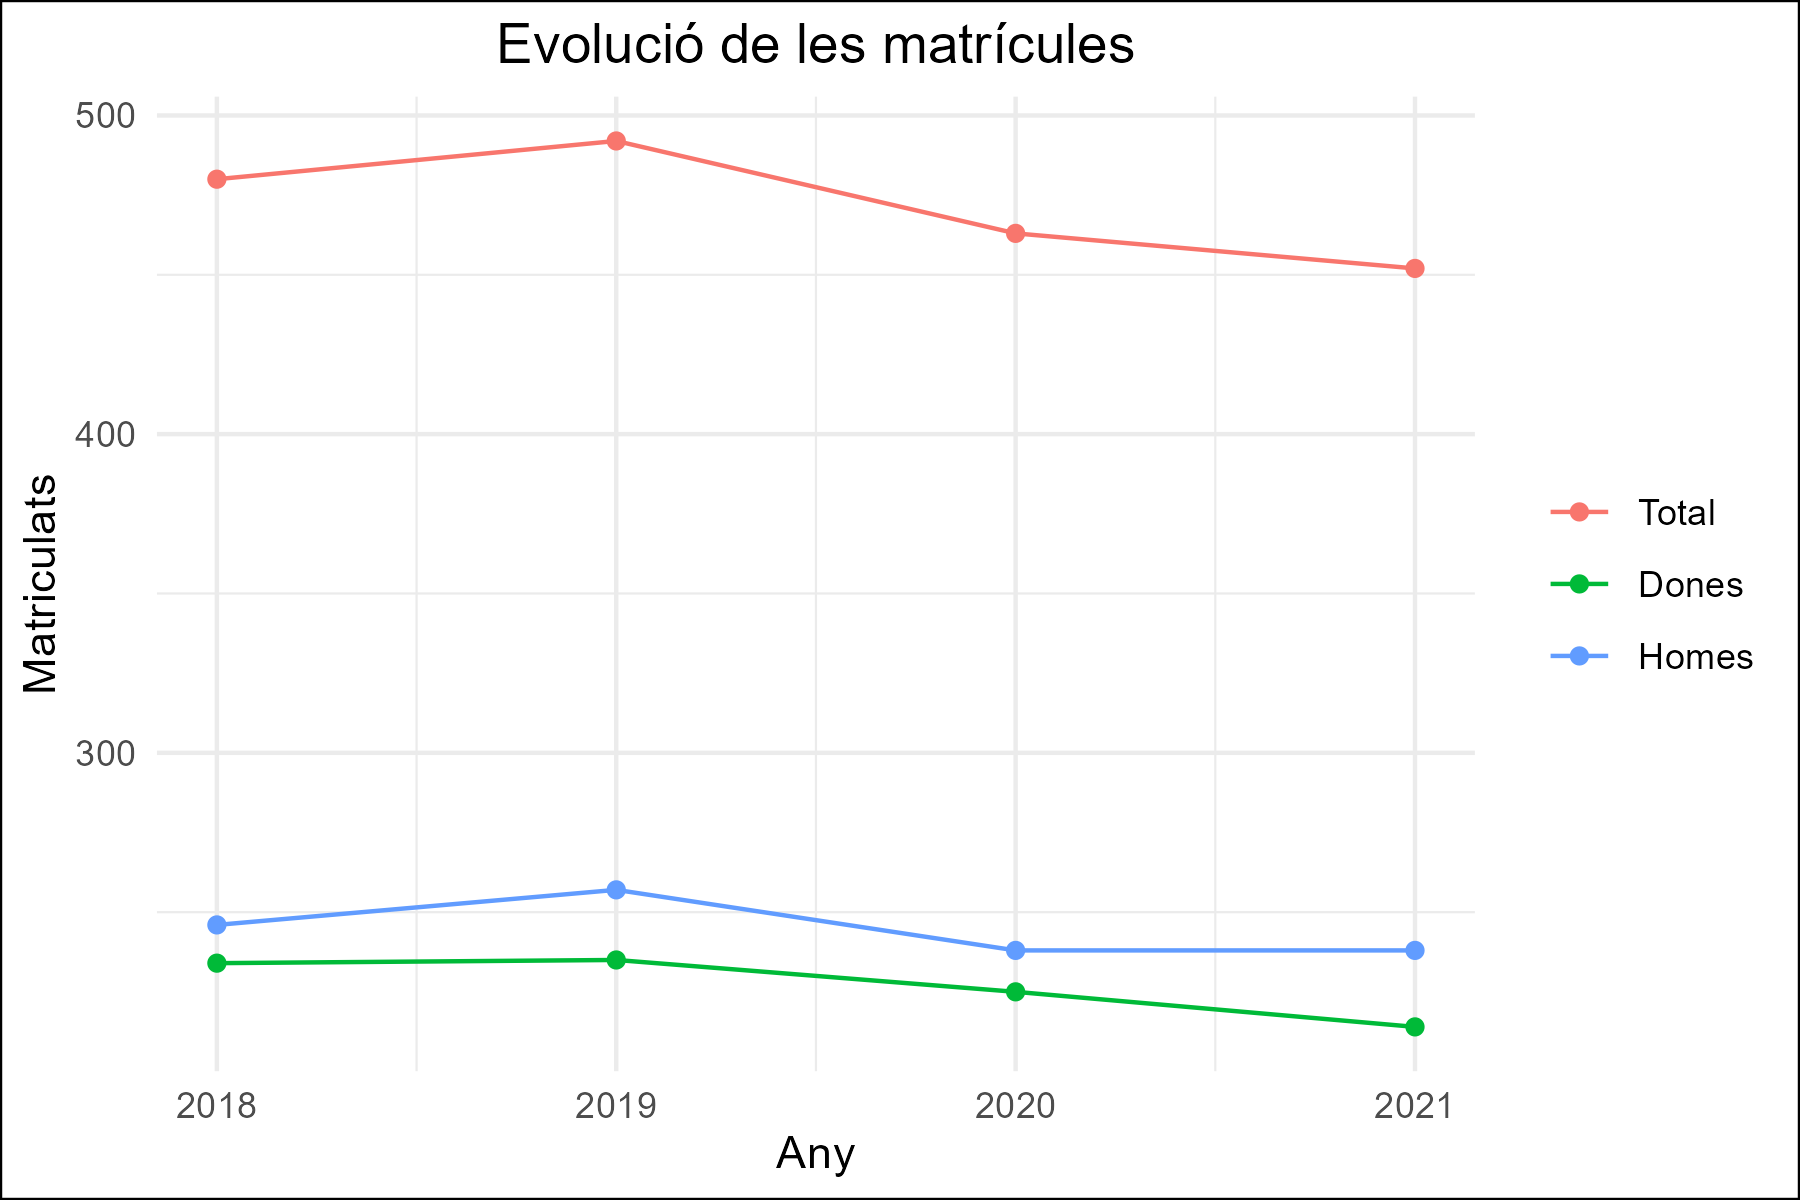 Evolució de les matrícules
500
400
300
Matriculats
2018 2019 2020 2021
Any
Total
Dones
Homes